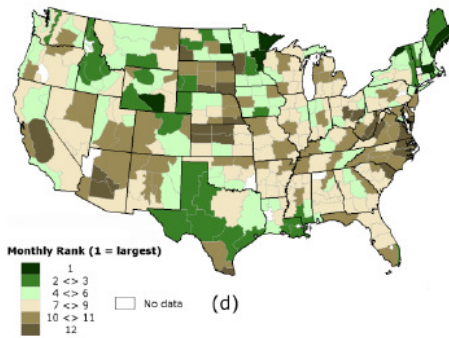 Monthly Rank (1 = largest)
1
2 <> 3
4 <> 6
7 <> 9
10 <> 11
12
No data
(d)